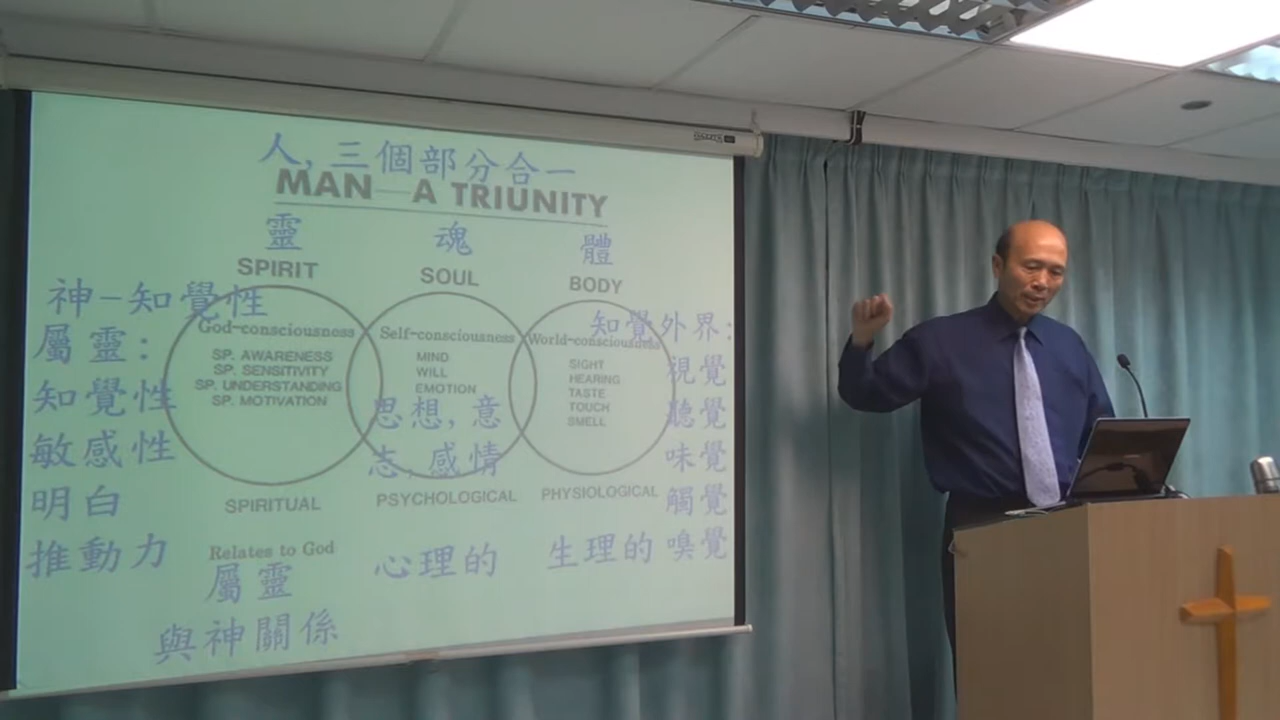 人,三個部分合一
MAN—A TRIUNITY
靈 魂 體
SPIRIT SOUL BODY
神-知覺性
屬靈:
知覺性
敏感性
明白
推動力
God-consciousness
SP. AWARENESS
SP. SENSITIVITY
SP. UNDERSTANDING
SP. MOTIVATION
SPIRITUAL
Relates to God
屬靈
與神關係
Self-consciousness
MIND
WILL
EMOTION
思想,意
志,感情
PSYCHOLOGICAL
心理的
World-consciousness
SIGHT
HEARING
TASTE
TOUCH
SMELL
PHYSIOLOGICAL
生理的
知覺外界:
視覺
聽覺
味覺
觸覺
嗅覺